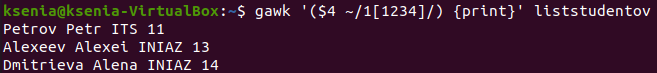 ksenia@ksenia-VirtualBox:~$ gawk '($4 ~/1[1234]/) {print}' liststudentov
Petrov Petr ITS 11
Alexeev Alexei INIAZ 13
Dmitrieva Alena INIAZ 14